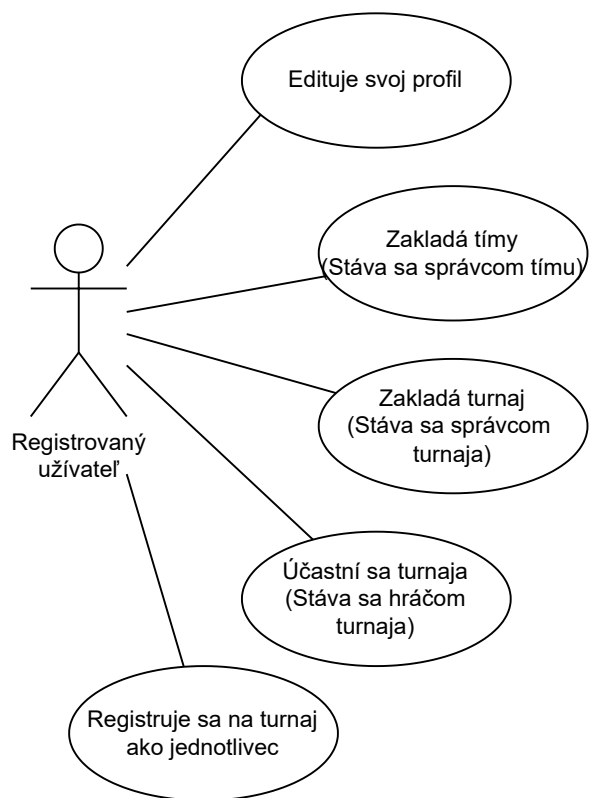 Edituje svoj profil
Zakladá tímy
(Stáva sa správcom tímu)
Zakladá turnaj
(Stáva sa správcom
turnaja)
Registrovaný
užívateľ
Účastní sa turnaja
(Stáva sa hráčom
turnaja)
Registruje sa na turnaj
ako jednotlivec